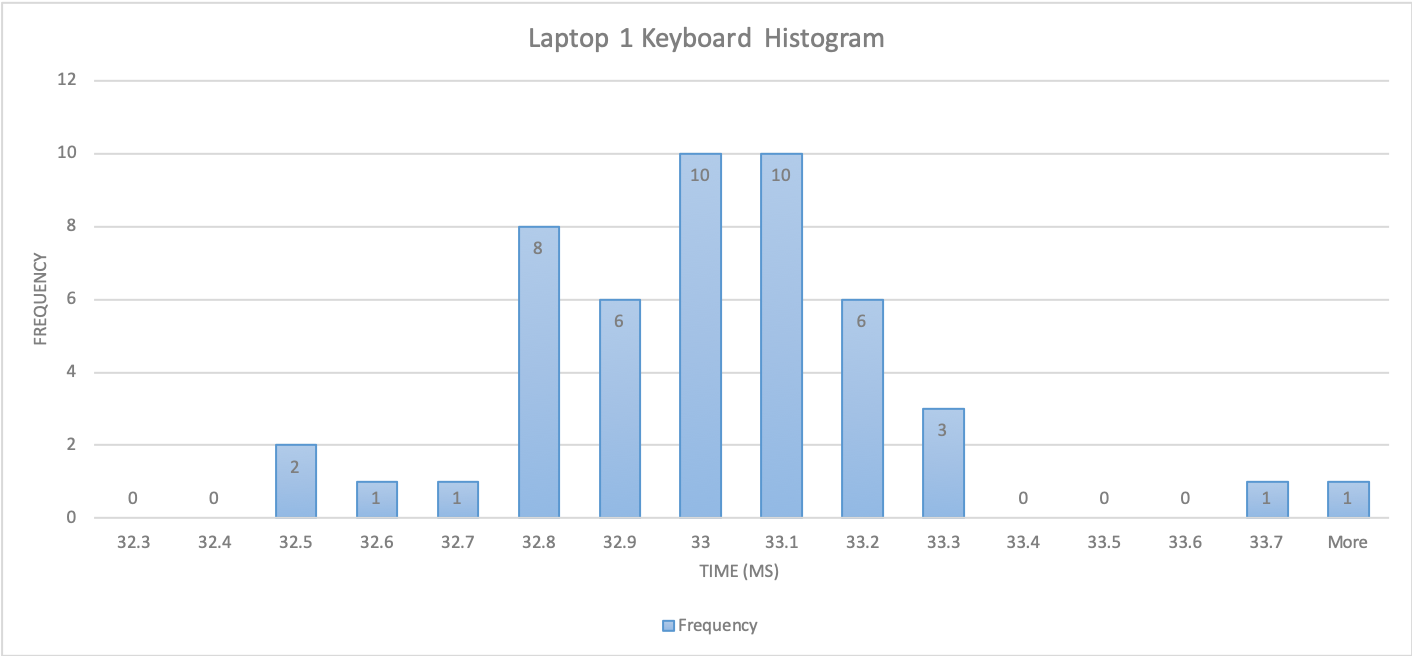 Laptop 1 Keyboard Histogram
12
10
8
6
4
2
0
FREQUENCY
0 0 2 1 1 8 6 10 10 6 3 0 0 0 1 1
32.3 32.4 32.5 32.6 32.7 32.8 32.9 33 33.1 33.2 33.3 33.4 33.5 33.6 33.7 More
TIME (MS)
Frequency